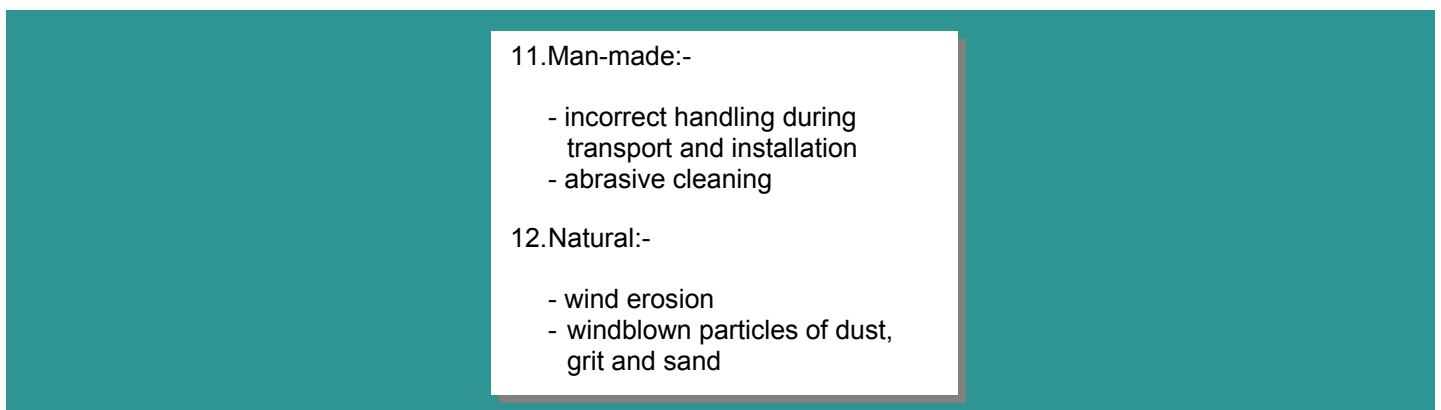 11.Man-made:-
- incorrect handling during
transport and installation
- abrasive cleaning
12.Natural:-
- wind erosion
- windblown particles of dust,
grit and sand